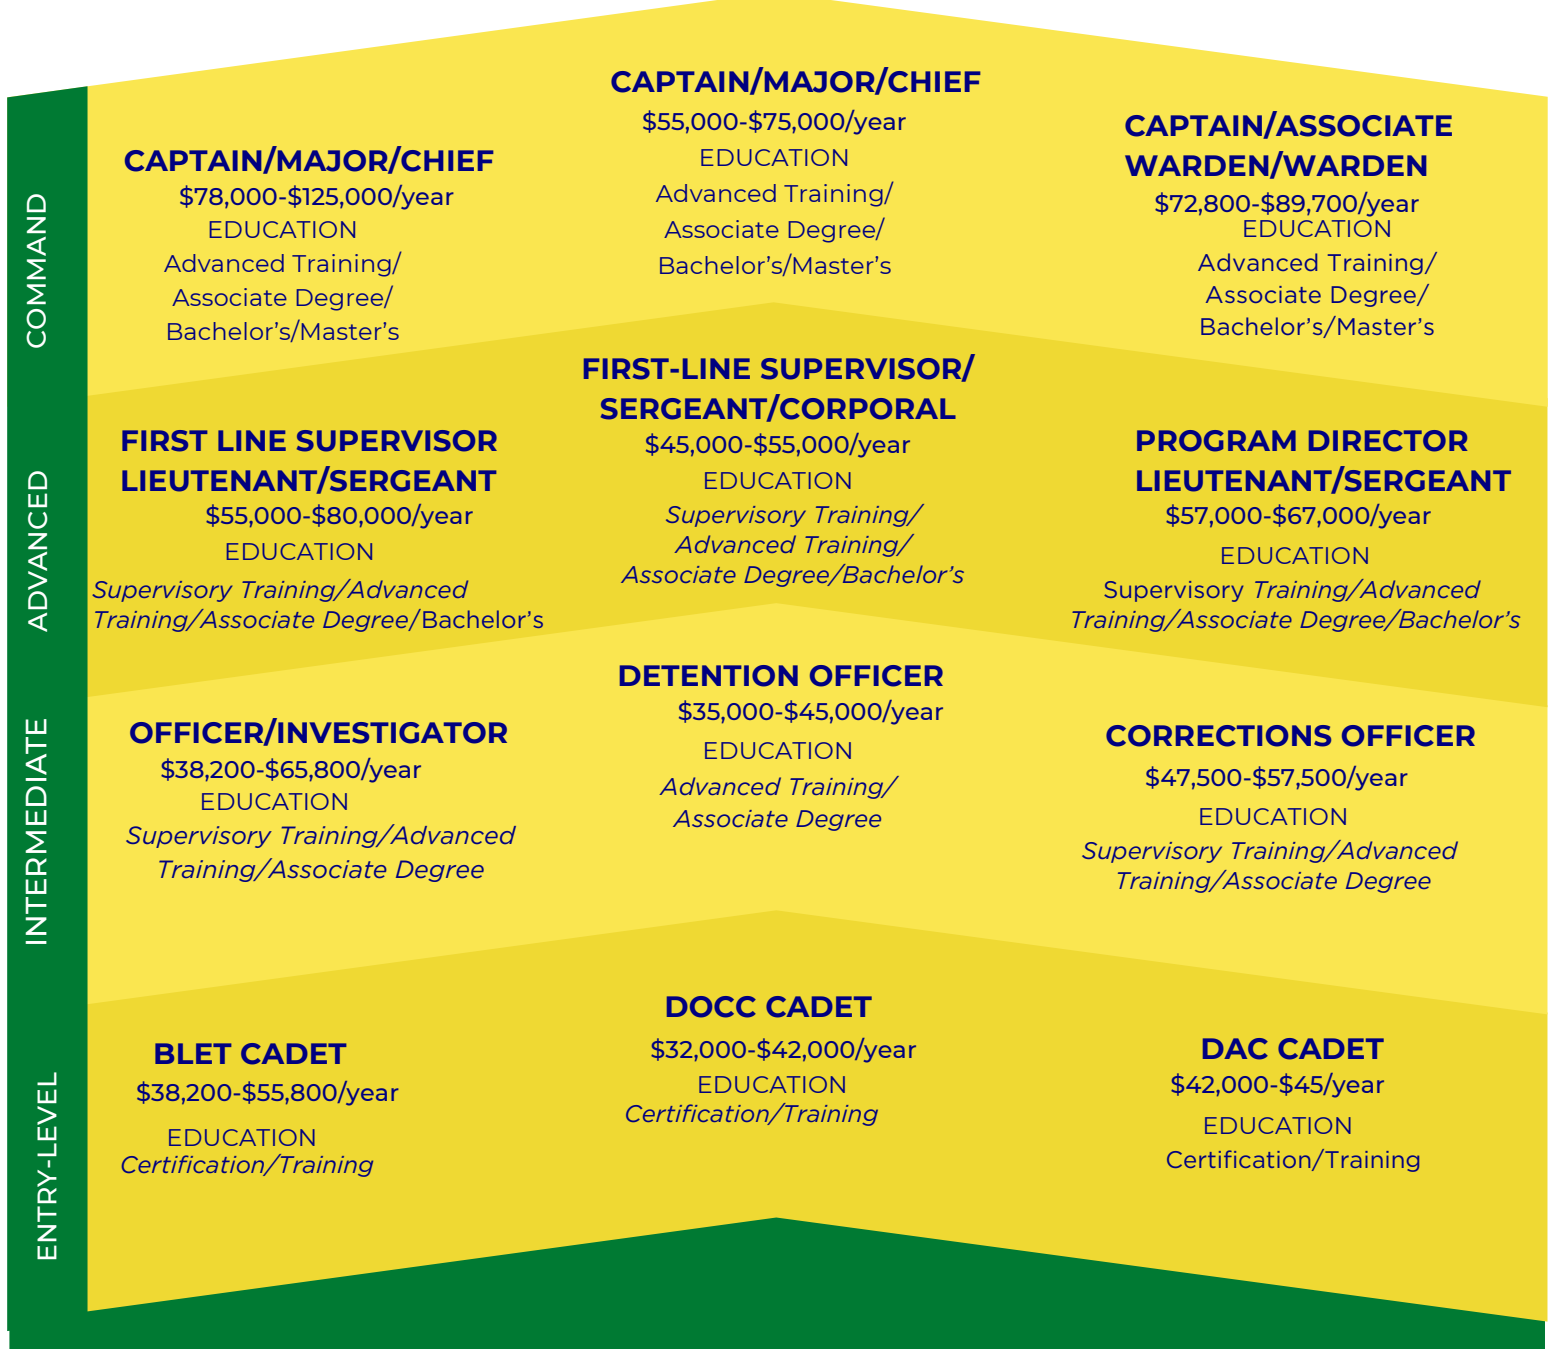 COMMAND
CAPTAIN/MAJOR/CHIEF
$78,000-$125,000/year
EDUCATION
Advanced Training/
Associate Degree/
Bachelor's/Master's
CAPTAIN/MAJOR/CHIEF
$55,000-$75,000/year
EDUCATION
Advanced Training/
Associate Degree/
Bachelor's/Master's
CAPTAIN/ASSOCIATE
WARDEN/WARDEN
$72,800-$89,700/year
EDUCATION
Advanced Training/
Associate Degree/
Bachelor's/Master's
ADVANCED
FIRST LINE SUPERVISOR
LIEUTENANT/SERGEANT
$55,000-$80,000/year
EDUCATION
Supervisory Training/Advanced
Training/Associate Degree/Bachelor's
FIRST-LINE SUPERVISOR/
SERGEANT/CORPORAL
$45,000-$55,000/year
EDUCATION
Supervisory Training/
Advanced Training/
Associate Degree/Bachelor's
PROGRAM DIRECTOR
LIEUTENANT/SERGEANT
$57,000-$67,000/year
EDUCATION
Supervisory Training/Advanced
Training/Associate Degree/Bachelor's
INTERMEDIATE
OFFICER/INVESTIGATOR
$38,200-$65,800/year
EDUCATION
Supervisory Training/Advanced
Training/Associate Degree
DETENTION OFFICER
$35,000-$45,000/year
EDUCATION
Advanced Training/
Associate Degree
CORRECTIONS OFFICER
$47,500-$57,500/year
EDUCATION
Supervisory Training/Advanced
Training/Associate Degree
ENTRY-LEVEL
BLET CADET
$38,200-$55,800/year
EDUCATION
Certification/Training
DOCC CADET
$32,000-$42,000/year
EDUCATION
Certification/Training
DAC CADET
$42,000-$45/year
EDUCATION
Certification/Training